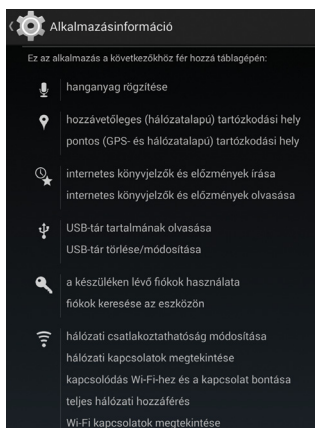 Alkalmazásinformáció
Ez az alkalmazás a következőkhöz fér hozzá táblagépén:
hanganyag rögzítése
hozzávetőleges (hálózatalapú) tartózkodási hely
pontos (GPS- és hálózatalapú) tartózkodási hely
internetes könyvjelzők és előzmények írása
internetes könyvjelzők és előzmények olvasása
USB-tár tartalmának olvasása
USB-tár törlése/módosítása
a készüléken lévő fiókok használata
fiókok keresése az eszközön
hálózati csatlakoztathatóság módosítása
hálózati kapcsolatok megtekintése
kapcsolódás Wi-Fi-hez és a kapcsolat bontása
teljes hálózati hozzáférés
Wi-Fi kapcsolatok megtekintése